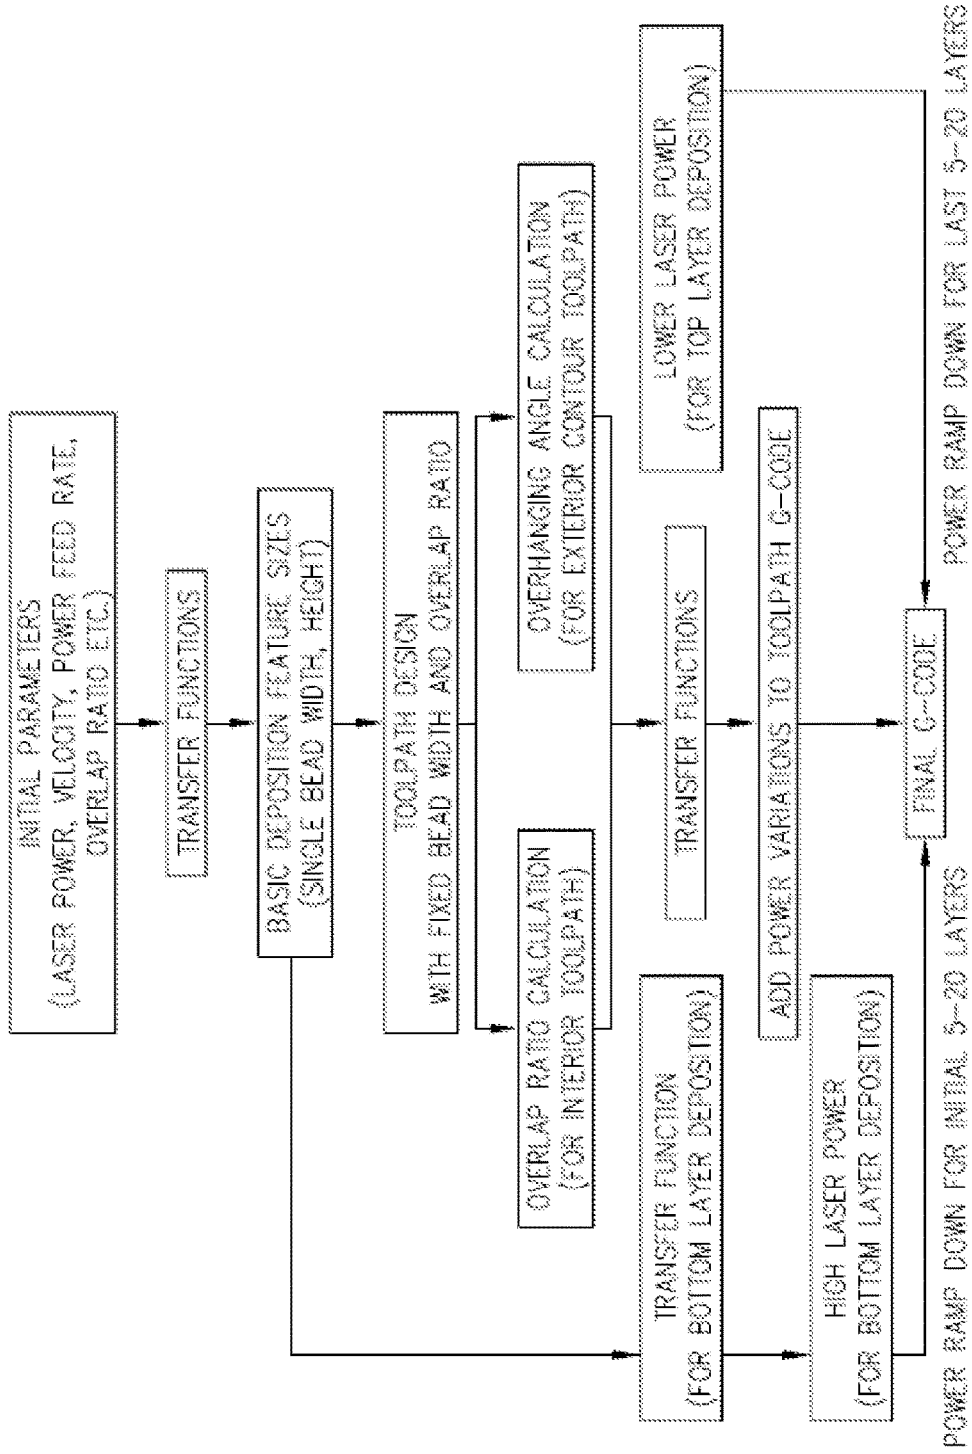 INITIAL PARAMETERS
(LASER POWER, VELOCITY, POWER FEED RATE,
OVERLAP RATIO ETC.)
TRANSFER FUNCTIONS
BASIC DEPOSITION FEATURE SIZES
(SINGLE BEAD WIDTH, HEIGHT)
TOOLPATH DESIGN
WITH FIXED BEAD WIDTH AND OVERLAP RATIO
OVERLAP RATIO CALCULATION
(FOR INTERIOR TOOLPATH)
OVERHANGING ANGLE CALCULATION
(FOR EXTERIOR CONTOUR TOOLPATH)
TRANSFER FUNCTION
(FOR BOTTOM LAYER DEPOSITION)
TRANSFER FUNCTIONS
LOWER LASER POWER
(FOR TOP LAYER DEPOSITION)
ADD POWER VARIATIONS TO TOOLPATH G-CODE
HIGH LASER POWER
(FOR BOTTOM LAYER DEPOSITION)
FINAL G-CODE
POWER RAMP DOWN FOR INITIAL 5-20 LAYERS
POWER RAMP DOWN FOR LAST 5-20 LAYERS